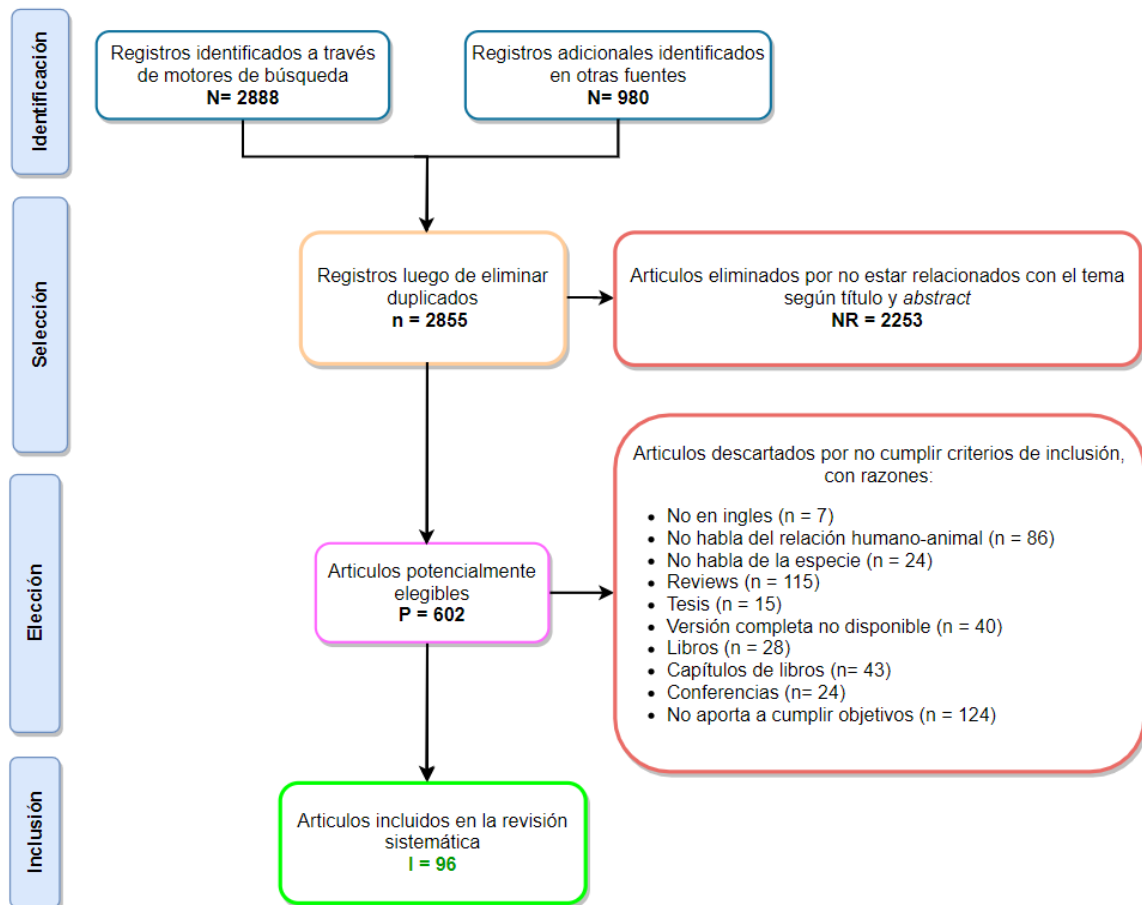 Identificación
Registros identificados a través
de motores de búsqueda
N= 2888
Registros adicionales identificados
en otras fuentes
N= 980
Selección
Registros luego de eliminar
duplicados
n = 2855
Articulos eliminados por no estar relacionados con el tema
según título y abstract
NR = 2253
Elección
Articulos potencialmente
elegibles
P = 602
Articulos descartados por no cumplir criterios de inclusión,
con razones:
• No en ingles (n = 7)
• No habla del relación humano-animal (n = 86)
• No habla de la especie (n = 24)
• Reviews (n = 115)
• Tesis (n = 15)
• Versión completa no disponible (n = 40)
• Libros (n = 28)
• Capítulos de libros (n= 43)
• Conferencias (n= 24)
• No aporta a cumplir objetivos (n = 124)
Inclusión
Articulos incluidos en la revisión
sistemática
I = 96